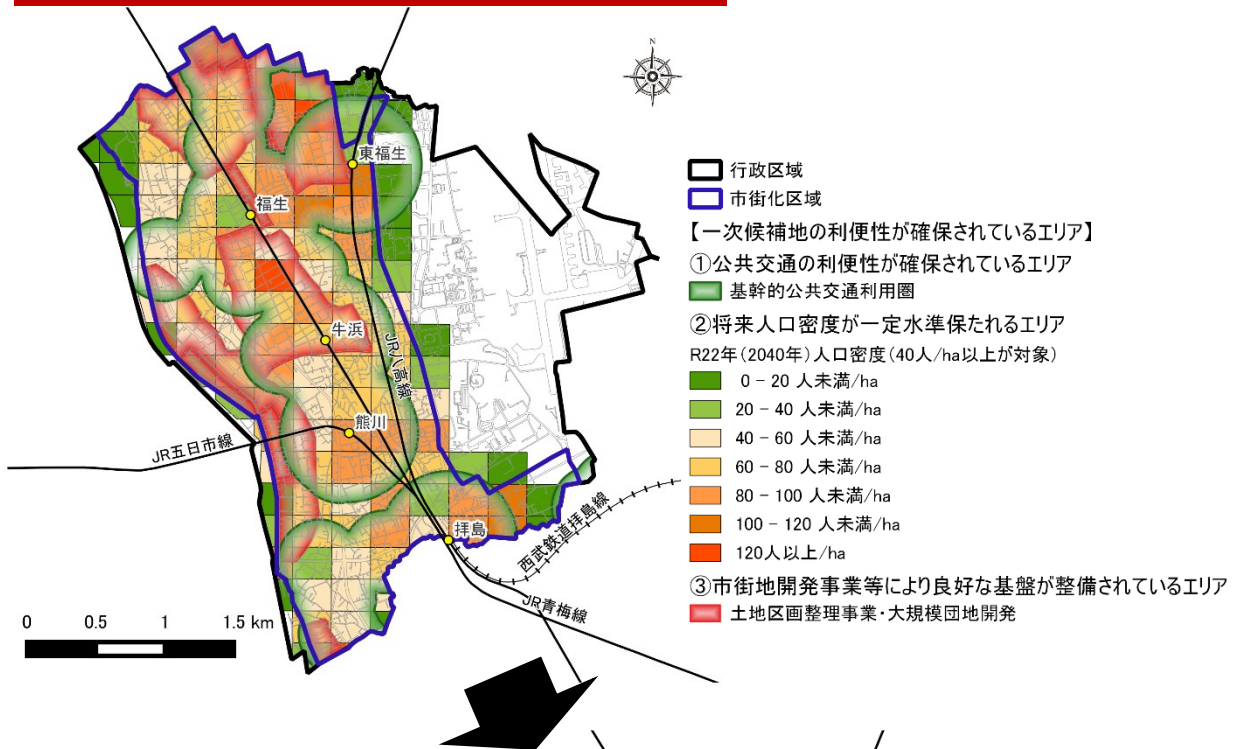 N
東福生
福生
牛浜
JR八高線
熊川
JR五日市線
拝島
西武鉄道拝島線
JR青梅線
0 0.5 1 1.5 km
行政区域
市街化区域
【一次候補地の利便性が確保されているエリア】
①公共交通の利便性が確保されているエリア
基幹的公共交通利用圏
②将来人口密度が一定水準保たれるエリア
R22年(2040年)人口密度(40人/ha以上が対象)
0 - 20 人未満/ha
20 - 40 人未満/ha
40 - 60 人未満/ha
60 - 80 人未満/ha
80 - 100 人未満/ha
100 - 120 人未満/ha
120人以上/ha
③市街地開発事業等により良好な基盤が整備されているエリア
土地区画整理事業・大規模団地開発